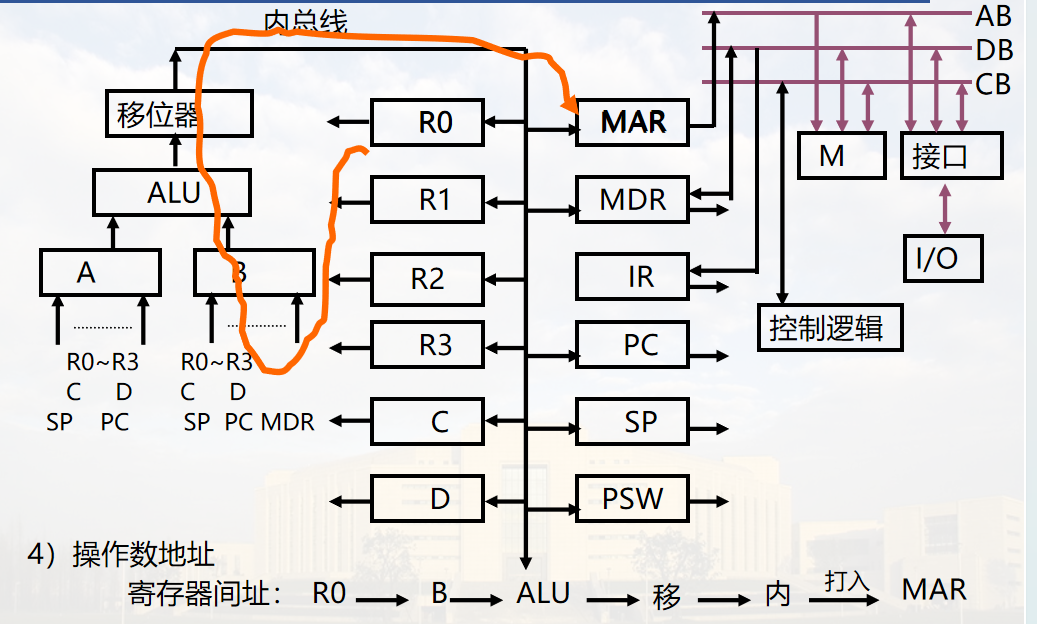 内总线
AB
DB
CB
移位器
R0
MAR
M
接口
ALU
R1
MDR
A
B
R2
IR
I/O
控制逻辑
R3
PC
R0~R3
R0~R3
C D
C D
SP PC
SP PC MDR
C
SP
D
PSW
4）操作数地址
寄存器间址： R0 B ALU 移 内 打入 MAR